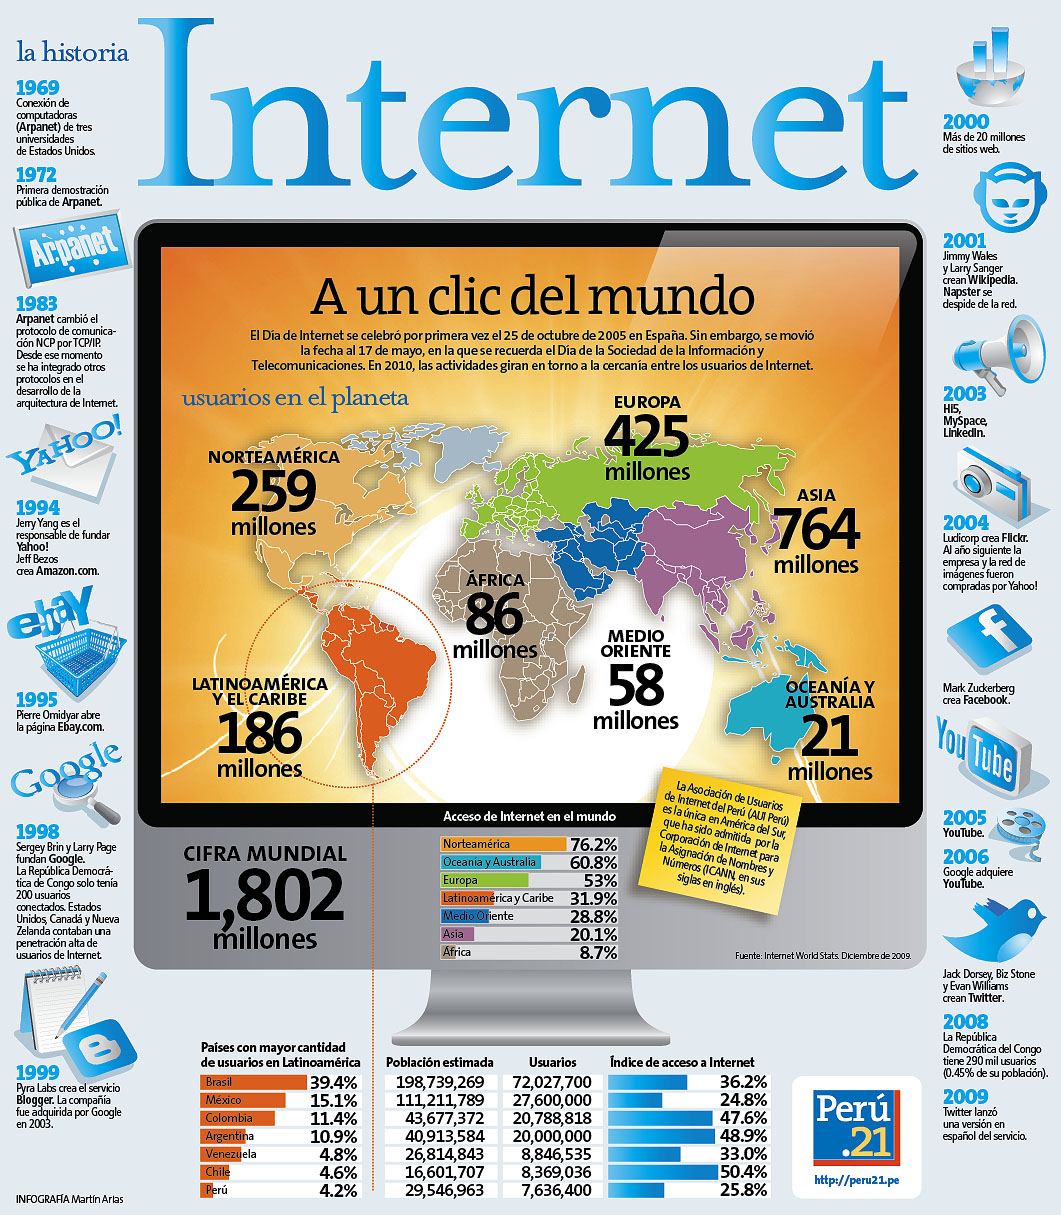 la historia
Internet
1969
Conexión de
computadoras
(Arpanet) de tres
universidades
de Estados Unidos.
1972
Primera demostración
pública de Arpanet.
Arpanet
1983
Arpanet cambió el
protocolo de comunica-
ción NCP por TCP/IP.
Desde ese momento
se ha integrado otros
protocolos en el
desarrollo de la
arquitectura de Internet.
YAHOO!
1994
Jerry Yang es el
responsable de fundar
Yahoo!
Jeff Bezos
crea Amazon.com.
ebay
1995
Pierre Omidyar abre
la página Ebay.com.
Google
1998
Sergey Brin y Larry Page
fundan Google.
La República Democrá-
tica de Congo solo tenía
200 usuarios
conectados. Estados
Unidos, Canadá y Nueva
Zelanda contaban una
penetración alta de
usuarios de Internet.
1999
Pyra Labs crea el servicio
Blogger. La compañía
fue adquirida por Google
en 2003.
INFOGRAFÍA Martín Arias
A un clic del mundo
El Día de Internet se celebró por primera vez el 25 de octubre de 2005 en España. Sin embargo, se movió
la fecha al 17 de mayo, en la que se recuerda el Día de la Sociedad de la Información y
Telecomunicaciones. En 2010, las actividades giran en torno a la cercanía entre los usuarios de Internet.
usuarios en el planeta
EUROPA
425
millones
NORTEAMÉRICA
259
millones
ASIA
764
millones
ÁFRICA
86
millones
MEDIO
ORIENTE
58
millones
LATINOAMÉRICA
Y EL CARIBE
186
millones
OCEANÍA Y
AUSTRALIA
21
millones
La Asociación de Usuarios
de Internet del Perú (AUI Perú)
es la única en América del Sur,
que ha sido admitida por la
Corporación de Internet para
la Asignación de Nombres y
Números (ICANN, en sus
siglas en inglés).
CIFRA MUNDIAL
1,802
millones
Acceso de Internet en el mundo
Norteamérica 76.2%
Oceanía y Australia 60.8%
Europa 53%
Latinoamérica y Caribe 31.9%
Medio Oriente 28.8%
Asia 20.1%
África 8.7%
Fuente: Internet World Stats. Diciembre de 2009.
Países con mayor cantidad
de usuarios en Latinoamérica Población estimada Usuarios Índice de acceso a Internet
Brasil 39.4% 198,739,269 72,027,700 36.2%
México 15.1% 111,211,789 27,600,000 24.8%
Colombia 11.4% 43,677,372 20,788,818 47.6%
Argentina 10.9% 40,913,584 20,000,000 48.9%
Venezuela 4.8% 26,814,843 8,846,535 33.0%
Chile 4.6% 16,601,707 8,369,036 50.4%
Perú 4.2% 29,546,963 7,636,400 25.8%
2000
Más de 20 millones
de sitios web.
2001
Jimmy Wales
y Larry Sanger
crean Wikipedia.
Napster se
despide de la red.
2003
HI5,
MySpace,
LinkedIn.
2004
Ludicorp crea Flickr.
Al año siguiente la
empresa y la red de
imágenes fueron
compradas por Yahoo!
f
Mark Zuckerberg
crea Facebook.
YouTube
2005
YouTube.
2006
Google adquiere
YouTube.
Jack Dorsey, Biz Stone
y Evan Williams
crean Twitter.
2008
La República
Democrática del Congo
tiene 290 mil usuarios
(0.45% de su población).
2009
Twitter lanzó
una versión en
español del servicio.
Perú
.21
http://peru21.pe